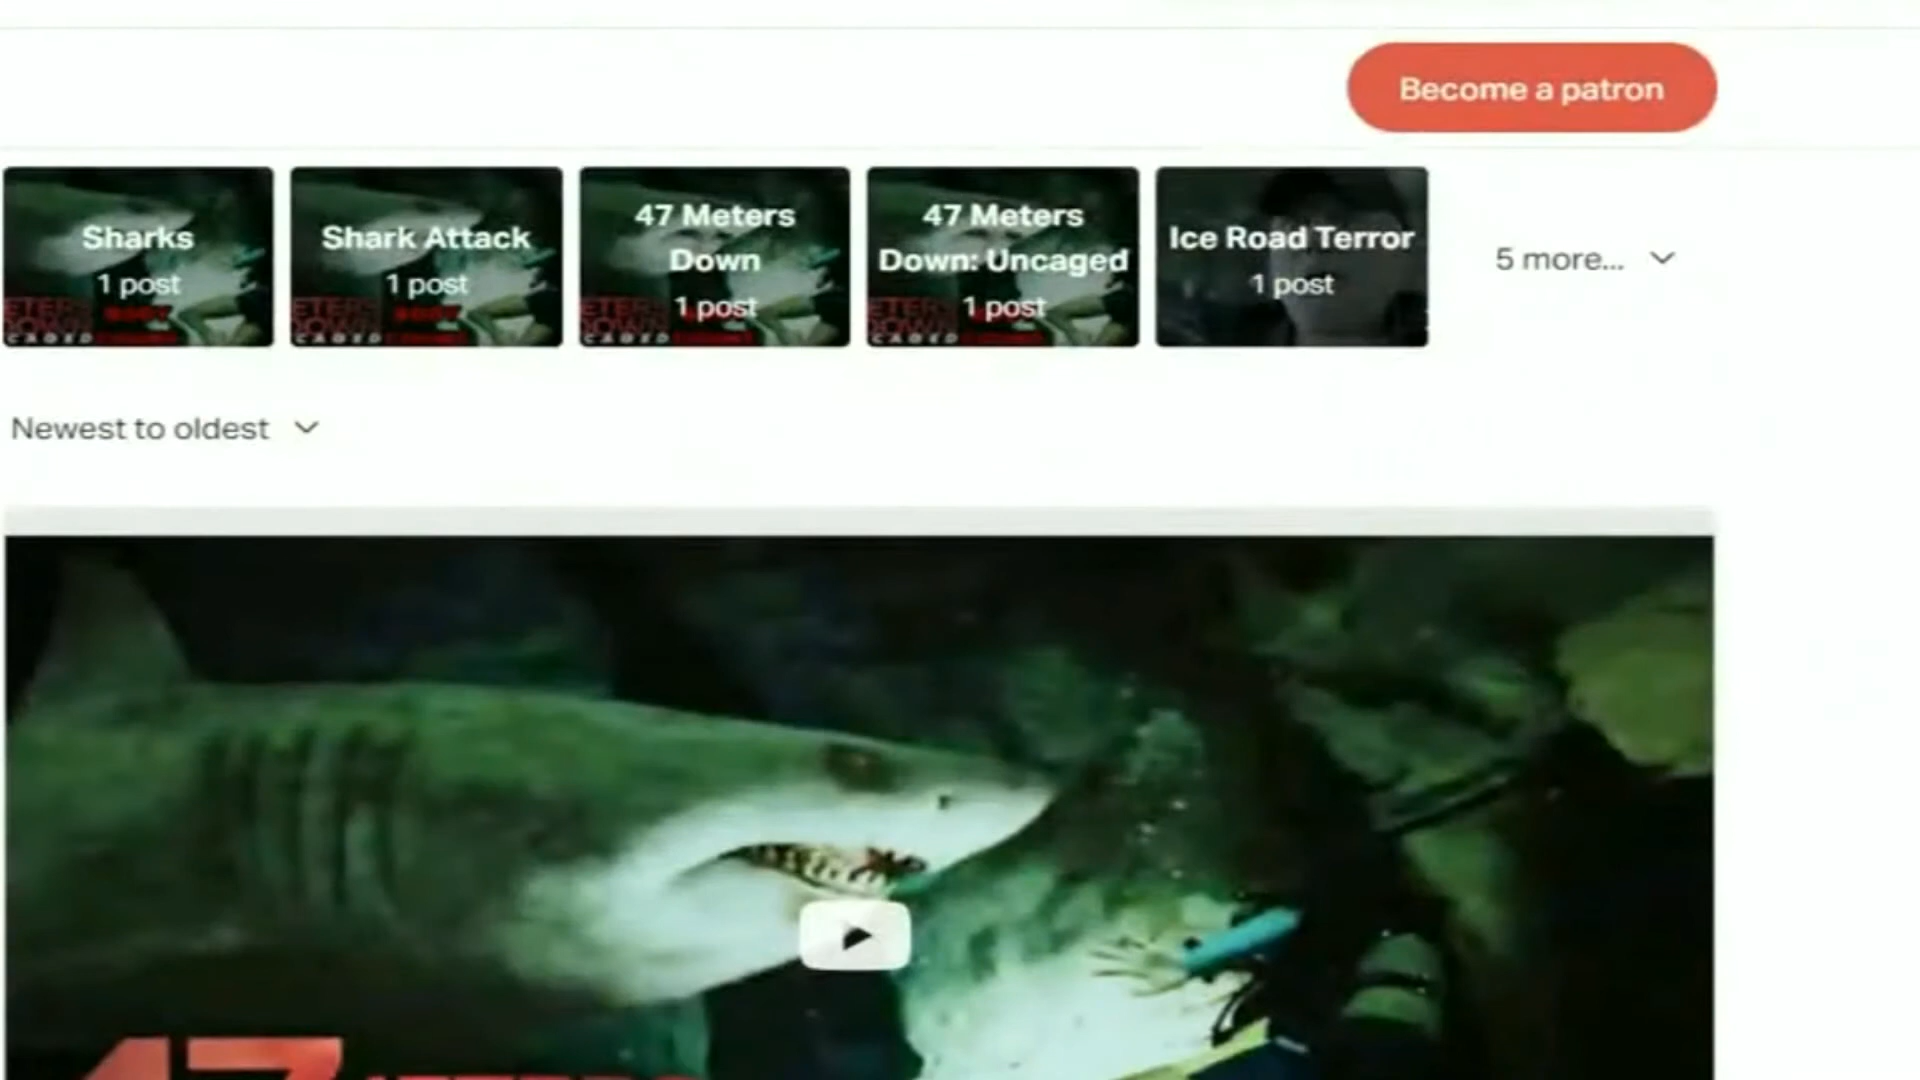 Become a patron
Sharks
1 post
Shark Attack
1 post
47 Meters
Down
1 post
47 Meters
Down: Uncaged
1 post
Ice Road Terror
1 post
5 more...
Newest to oldest
47